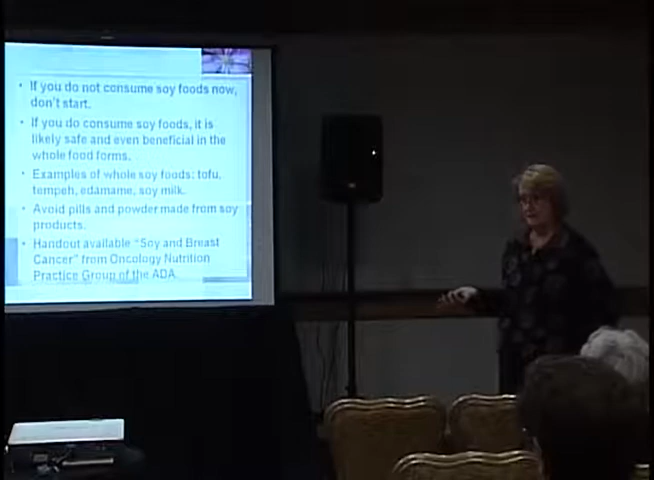 • If you do not consume soy foods now,
don't start.
• If you do consume soy foods, it is
likely safe and even beneficial in the
whole food forms.
• Examples of whole soy foods: tofu,
tempeh, edamame, soy milk.
• Avoid pills and powder made from soy
products.
• Handout available "Soy and Breast
Cancer" from Oncology Nutrition
Practice Group of the ADA